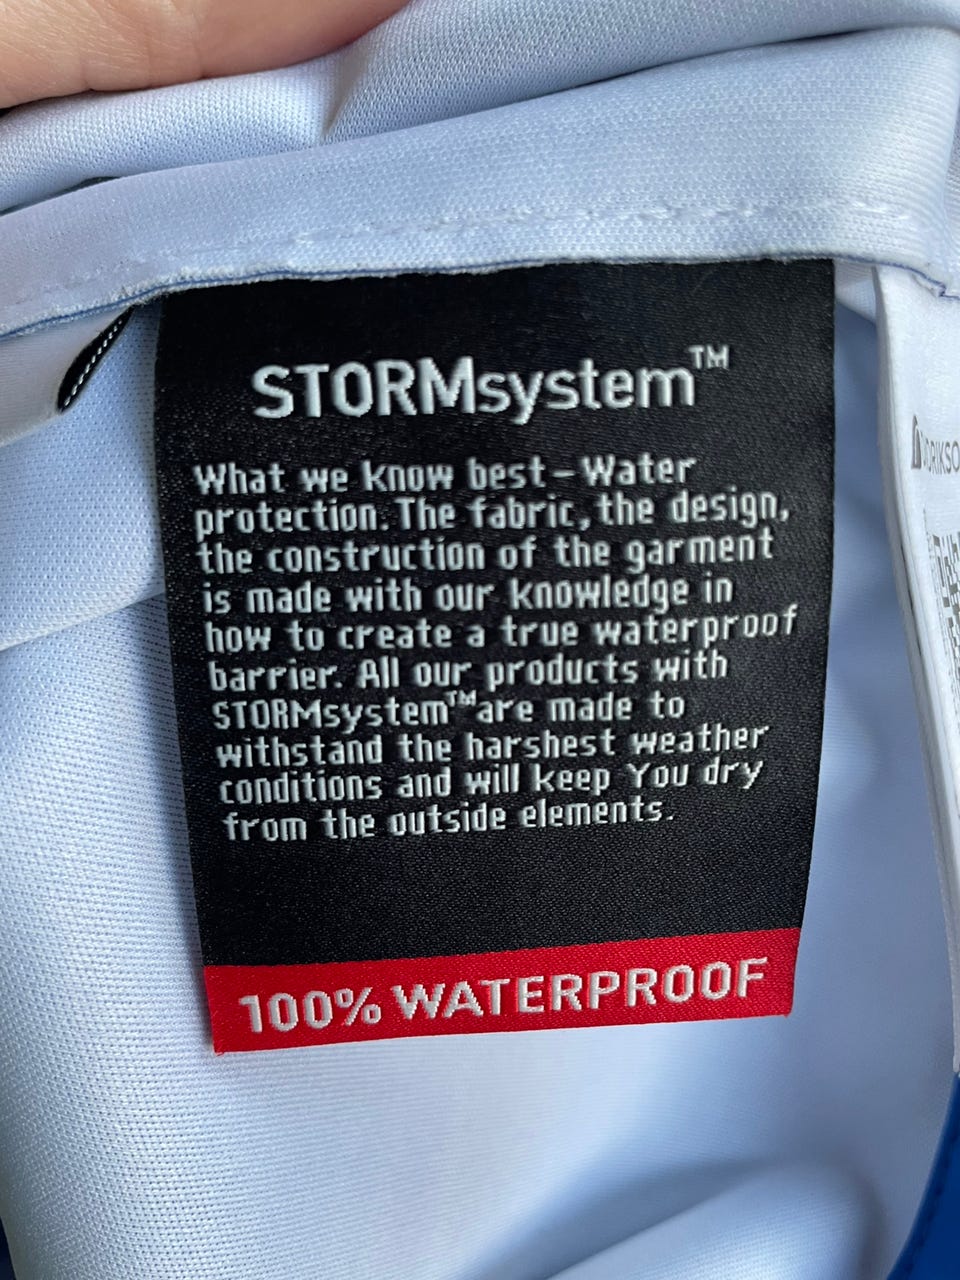 STORMsystem™
What we know best – Water
protection. The fabric, the design,
the construction of the garment
is made with our knowledge in
how to create a true waterproof
barrier. All our products with
STORMsystem™ are made to
withstand the harshest weather
conditions and will keep You dry
from the outside elements.
100% WATERPROOF